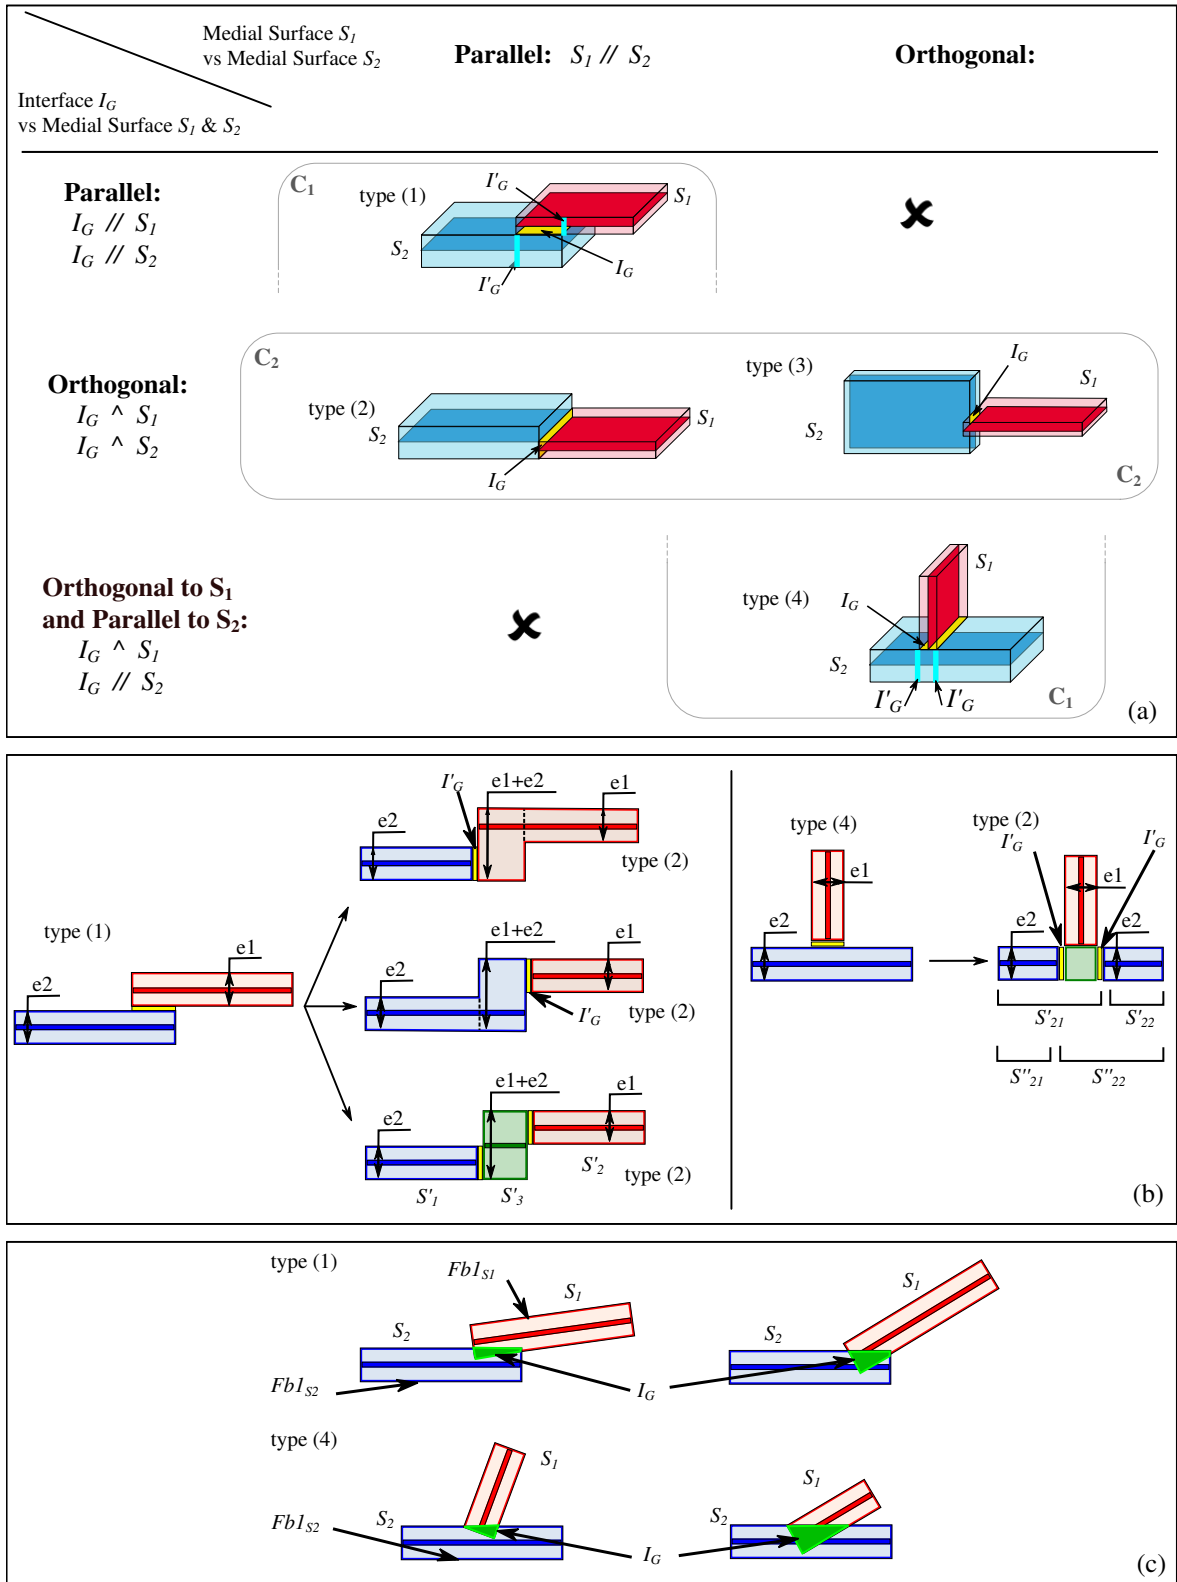 Medial Surface S1
vs Medial Surface S2
Parallel: S1 // S2
Orthogonal:
Interface IG
vs Medial Surface S1 & S2
Parallel:
IG // S1
IG // S2
C1
type (1)
I'G
S1
S2
I'G
IG
✘
Orthogonal:
IG ^ S1
IG ^ S2
C2
type (2)
S2
S1
IG
type (3)
IG
S1
S2
C2
Orthogonal to S1
and Parallel to S2:
IG ^ S1
IG // S2
✘
type (4)
S1
IG
S2
I'G
I'G
C1
(a)
type (1)
e2
e1
I'G
e1+e2
e1
e2
type (2)
e1+e2
e1
e2
I'G
type (2)
e1+e2
e1
e2
S'1
S'3
S'2
type (2)
type (4)
e1
e2
type (2)
I'G
I'G
e1
e2
e2
S'21
S'22
S''21
S''22
(b)
type (1)
Fb1S1
S1
S2
Fb1S2
IG
S1
S2
type (4)
S1
S2
Fb1S2
IG
S1
S2
(c)